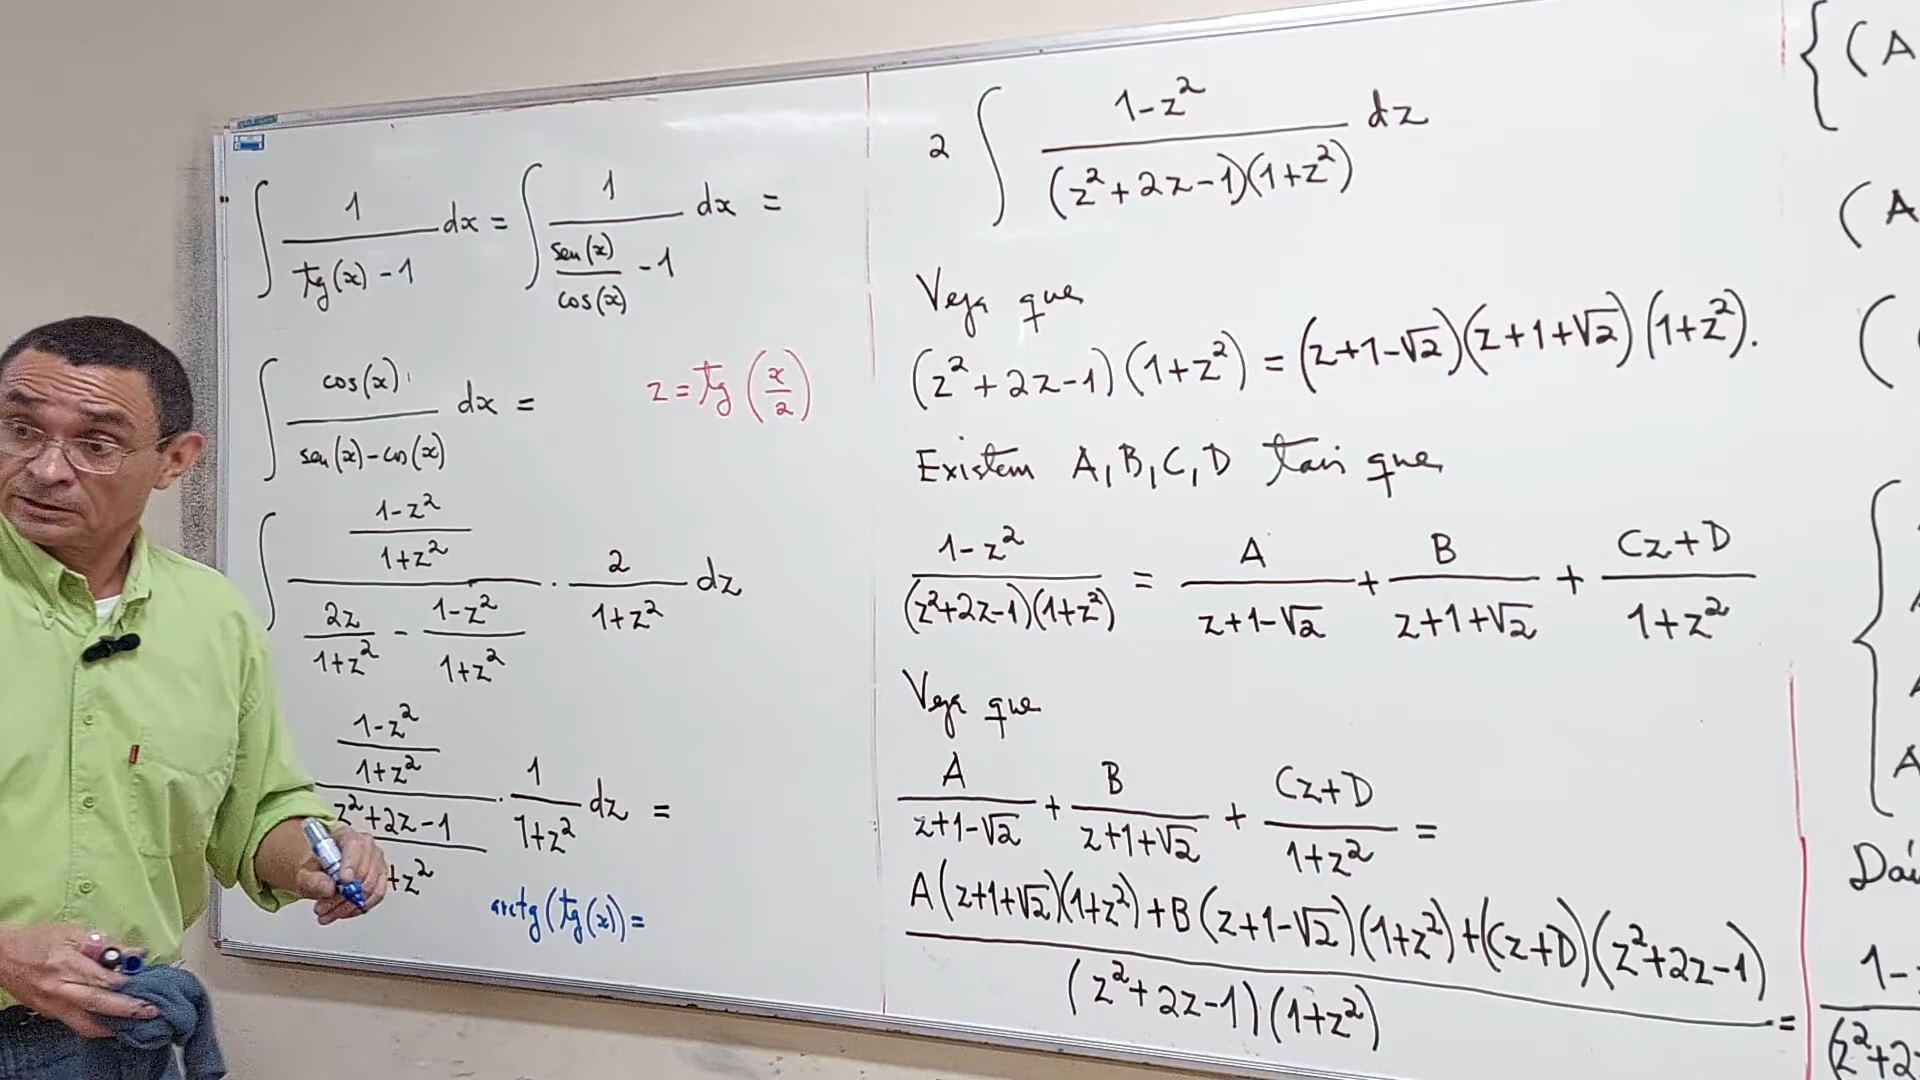 ∫ 1/(tg(x) - 1) dx = ∫ 1/(sen(x)/cos(x) - 1) dx =
∫ cos(x)/(sen(x) - cos(x)) dx =
z = tg(x/2)
∫ ((1-z²)/(1+z²))/(2z/(1+z²) - (1-z²)/(1+z²)) · 2/(1+z²) dz
((1-z²)/(1+z²))/((z²+2z-1)/(+z²)) · 1/(1+z²) dz =
arctg(tg(x)) =
2 ∫ (1-z²)/((z²+2z-1)(1+z²)) dz
Veja que
(z²+2z-1)(1+z²) = (z+1-√2)(z+1+√2)(1+z²).
Existem A, B, C, D tais que
(1-z²)/((z²+2z-1)(1+z²)) = A/(z+1-√2) + B/(z+1+√2) + (Cz+D)/(1+z²)
Veja que
A/(z+1-√2) + B/(z+1+√2) + (Cz+D)/(1+z²) =
(A(z+1+√2)(1+z²) + B(z+1-√2)(1+z²) + (Cz+D)(z²+2z-1))/((z²+2z-1)(1+z²)) =
{ (A
(A
(
{
A
Daí
1-
(z²+2